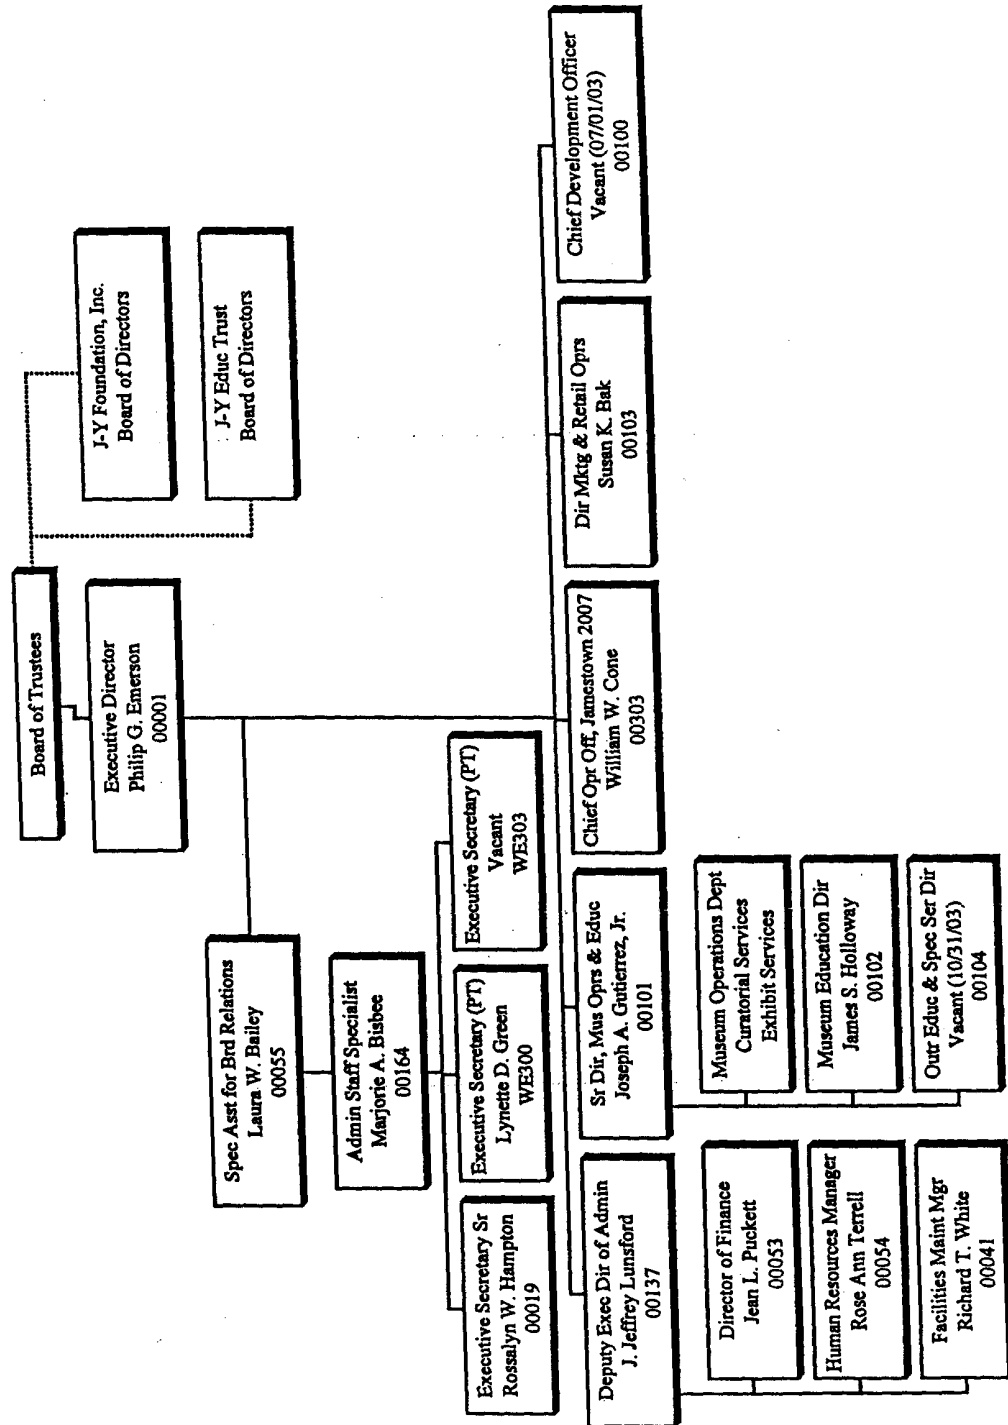 Board of Trustees
J-Y Foundation, Inc.
Board of Directors
J-Y Educ Trust
Board of Directors
Executive Director
Philip G. Emerson
00001
Spec Asst for Brd Relations
Laura W. Bailey
00055
Admin Staff Specialist
Marjorie A. Bisbee
00164
Executive Secretary Sr
Rossalyn W. Hampton
00019
Executive Secretary (PT)
Lynette D. Green
WE300
Executive Secretary (PT)
Vacant
WE303
Deputy Exec Dir of Admin
J. Jeffrey Lunsford
00137
Sr Dir, Mus Oprs & Educ
Joseph A. Gutierrez, Jr.
00101
Chief Opr Off, Jamestown 2007
William W. Cone
00303
Dir Mktg & Retail Oprs
Susan K. Bak
00103
Chief Development Officer
Vacant (07/01/03)
00100
Director of Finance
Jean L. Puckett
00053
Human Resources Manager
Rose Ann Terrell
00054
Facilities Maint Mgr
Richard T. White
00041
Museum Operations Dept
Curatorial Services
Exhibit Services
Museum Education Dir
James S. Holloway
00102
Outr Educ & Spec Ser Dir
Vacant (10/31/03)
00104